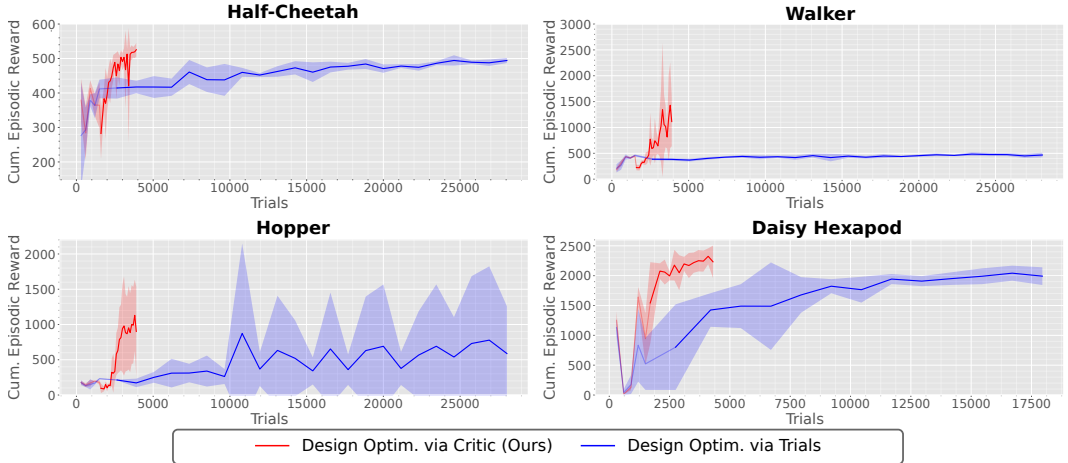 Half-Cheetah
Cum. Episodic Reward
600
500
400
300
200
0 5000 10000 15000 20000 25000
Trials
Walker
Cum. Episodic Reward
3000
2500
2000
1500
1000
500
0
0 5000 10000 15000 20000 25000
Trials
Hopper
Cum. Episodic Reward
2000
1500
1000
500
0
0 5000 10000 15000 20000 25000
Trials
Daisy Hexapod
Cum. Episodic Reward
2500
2000
1500
1000
500
0
0 2500 5000 7500 10000 12500 15000 17500
Trials
Design Optim. via Critic (Ours) Design Optim. via Trials